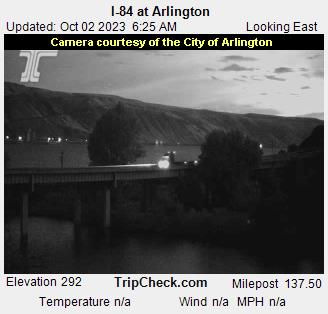 I-84 at Arlington
Updated: Oct 02 2023 6:25 AM Looking East
Camera courtesy of the City of Arlington
Elevation 292 TripCheck.com Milepost 137.50
Temperature n/a Wind n/a MPH n/a